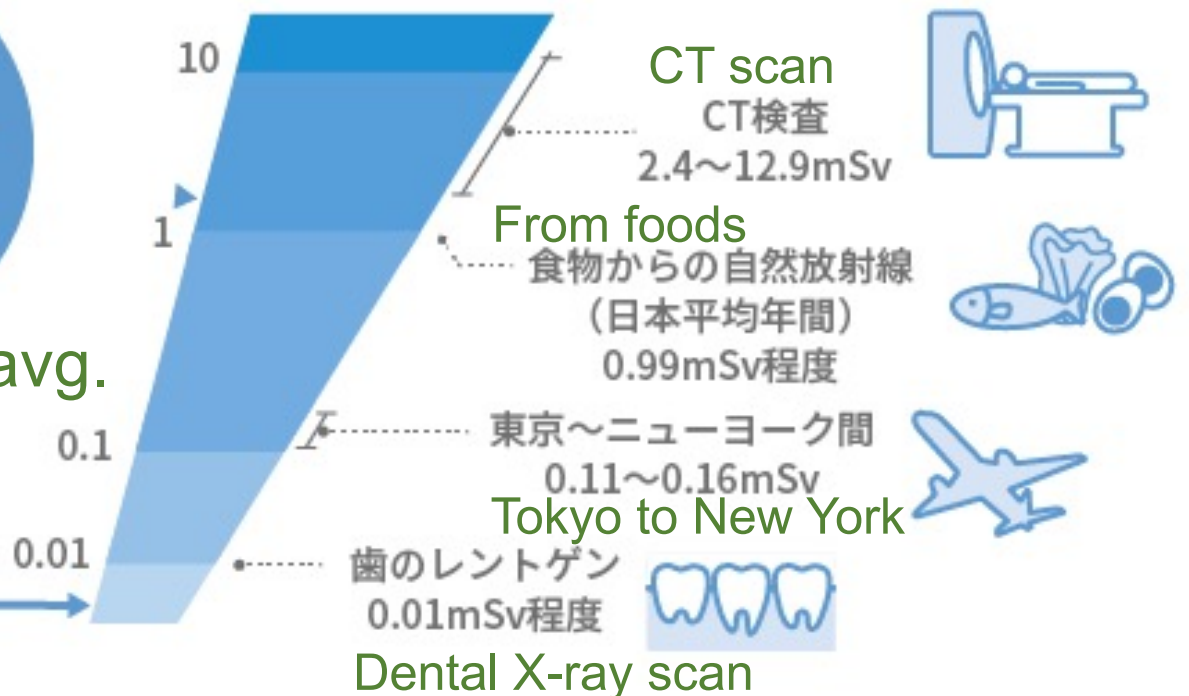 10
CT scan
CT検査
2.4～12.9mSv
1
From foods
食物からの自然放射線
（日本平均年間）
0.99mSv程度
avg.
0.1
東京～ニューヨーク間
0.11～0.16mSv
Tokyo to New York
0.01
歯のレントゲン
0.01mSv程度
Dental X-ray scan